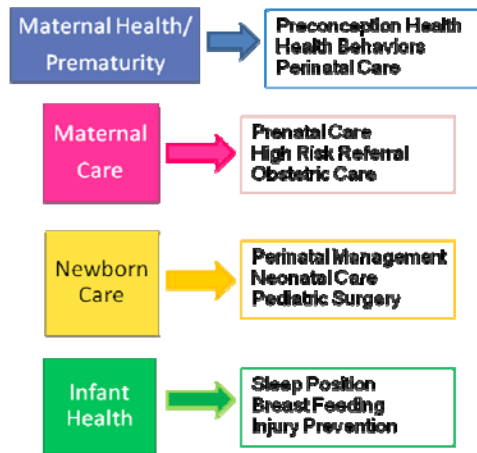 Maternal Health/
Prematurity
Preconception Health
Health Behaviors
Perinatal Care
Maternal
Care
Prenatal Care
High Risk Referral
Obstetric Care
Newborn
Care
Perinatal Management
Neonatal Care
Pediatric Surgery
Infant
Health
Sleep Position
Breast Feeding
Injury Prevention